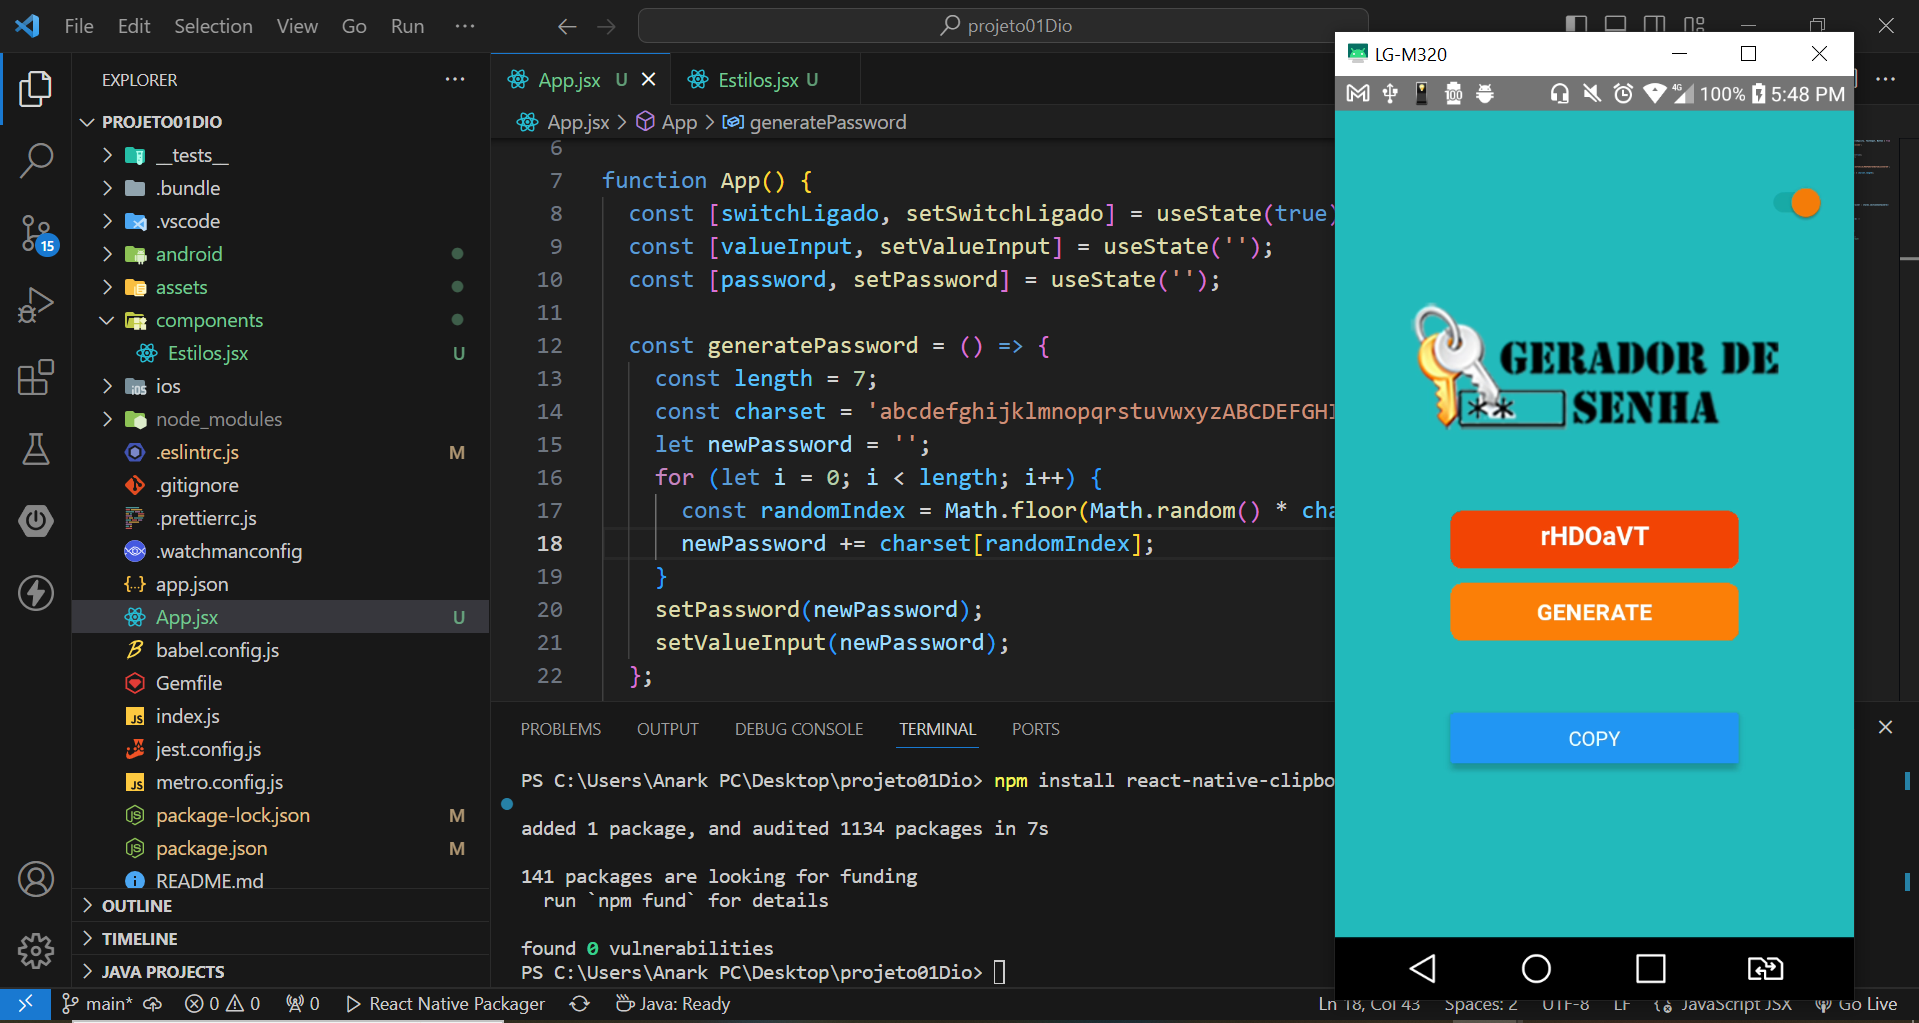 File Edit Selection View Go Run ···
projeto01Dio
EXPLORER
PROJETO01DIO
__tests__
.bundle
.vscode
android
assets
components
Estilos.jsx U
ios
node_modules
.eslintrc.js M
.gitignore
.prettierrc.js
.watchmanconfig
{..} app.json
App.jsx U
babel.config.js
Gemfile
JS index.js
jest.config.js
JS metro.config.js
package-lock.json M
package.json M
README.md
OUTLINE
TIMELINE
JAVA PROJECTS
15
App.jsx U
Estilos.jsx U
App.jsx > App > generatePassword
6
7 function App() {
8 const [switchLigado, setSwitchLigado] = useState(true)
9 const [valueInput, setValueInput] = useState('');
10 const [password, setPassword] = useState('');
11
12 const generatePassword = () => {
13 const length = 7;
14 const charset = 'abcdefghijklmnopqrstuvwxyzABCDEFGHI
15 let newPassword = '';
16 for (let i = 0; i < length; i++) {
17 const randomIndex = Math.floor(Math.random() * cha
18 newPassword += charset[randomIndex];
19 }
20 setPassword(newPassword);
21 setValueInput(newPassword);
22 };
PROBLEMS OUTPUT DEBUG CONSOLE TERMINAL PORTS
PS C:\Users\Anark PC\Desktop\projeto01Dio> npm install react-native-clipbo
added 1 package, and audited 1134 packages in 7s
141 packages are looking for funding
run `npm fund` for details
found 0 vulnerabilities
PS C:\Users\Anark PC\Desktop\projeto01Dio>
LG-M320
100 4G 100% 5:48 PM
GERADOR DE
** SENHA
rHDOaVT
GENERATE
COPY
main* 0 0 0 React Native Packager Java: Ready
Ln 18, Col 43 Spaces: 2 UTF-8 LF JavaScript JSX Go Live